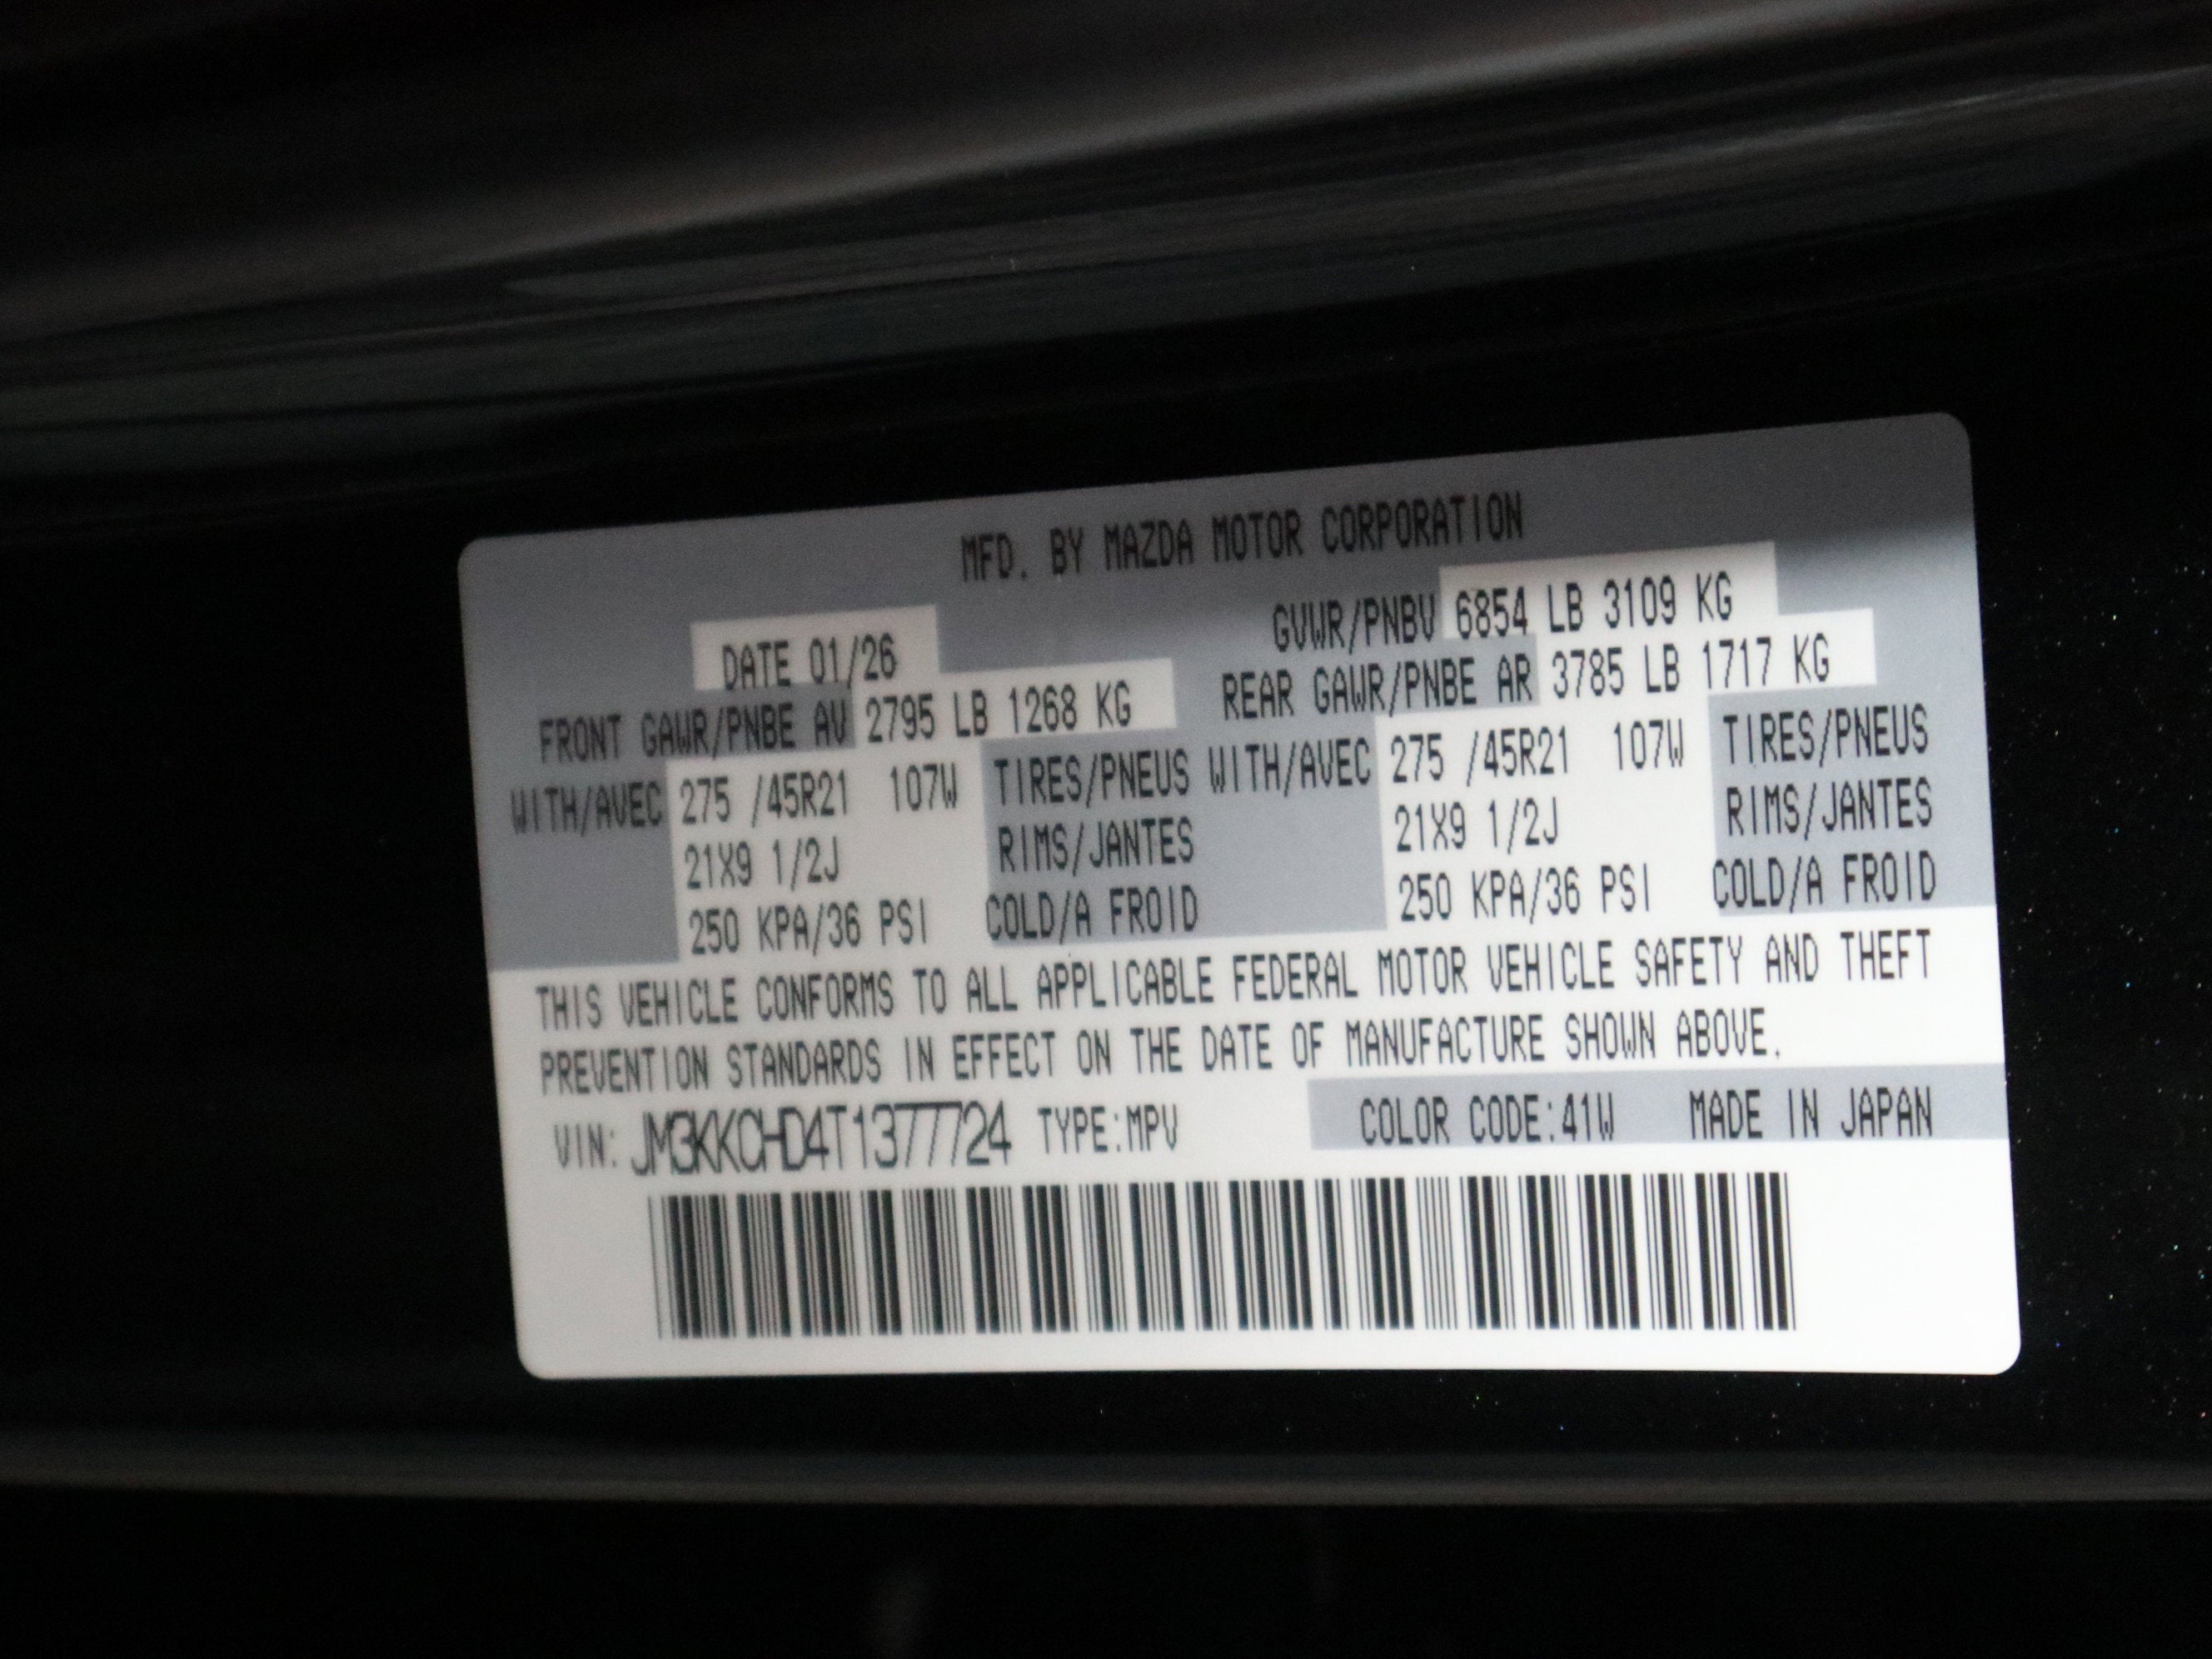 MFD. BY MAZDA MOTOR CORPORATION
DATE 01/26 GVWR/PNBV 6854 LB 3109 KG
FRONT GAWR/PNBE AV 2795 LB 1268 KG REAR GAWR/PNBE AR 3785 LB 1717 KG
WITH/AVEC 275 /45R21 107W TIRES/PNEUS WITH/AVEC 275 /45R21 107W TIRES/PNEUS
21X9 1/2J RIMS/JANTES 21X9 1/2J RIMS/JANTES
250 KPA/36 PSI COLD/A FROID 250 KPA/36 PSI COLD/A FROID
THIS VEHICLE CONFORMS TO ALL APPLICABLE FEDERAL MOTOR VEHICLE SAFETY AND THEFT
PREVENTION STANDARDS IN EFFECT ON THE DATE OF MANUFACTURE SHOWN ABOVE.
VIN: JM3KKCHD4T1377724 TYPE:MPV COLOR CODE:41W MADE IN JAPAN